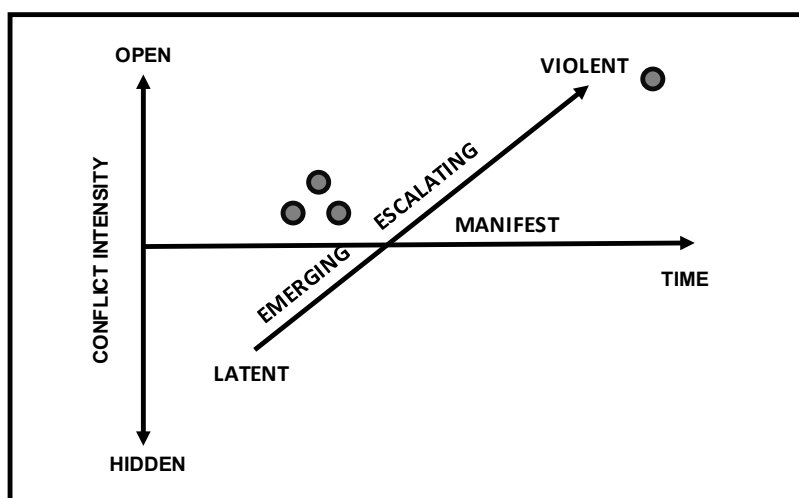 OPEN
VIOLENT
CONFLICT INTENSITY
ESCALATING
MANIFEST
EMERGING
TIME
LATENT
HIDDEN